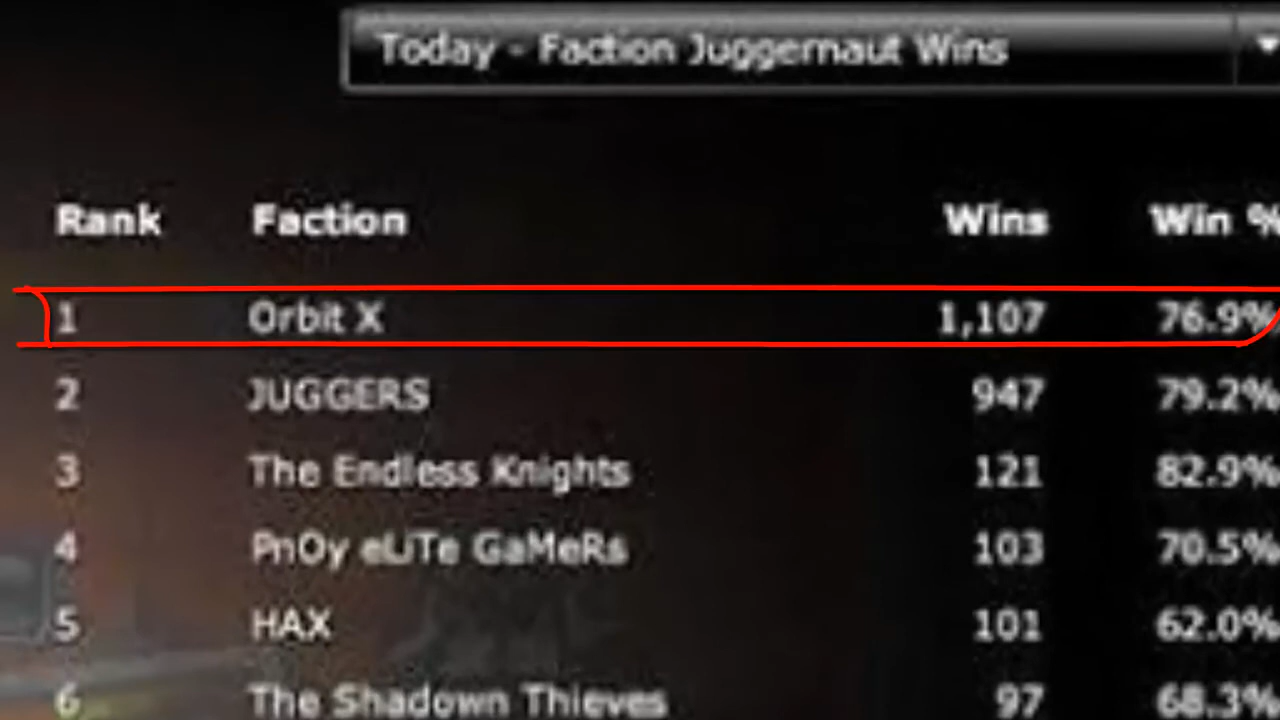 Today - Faction Juggernaut Wins
Rank Faction Wins Win %
1 Orbit X 1,107 76.9%
2 JUGGERS 947 79.2%
3 The Endless Knights 121 82.9%
4 PnOy eLiTe GaMeRs 103 70.5%
5 HAX 101 62.0%
6 The Shadown Thieves 97 68.3%